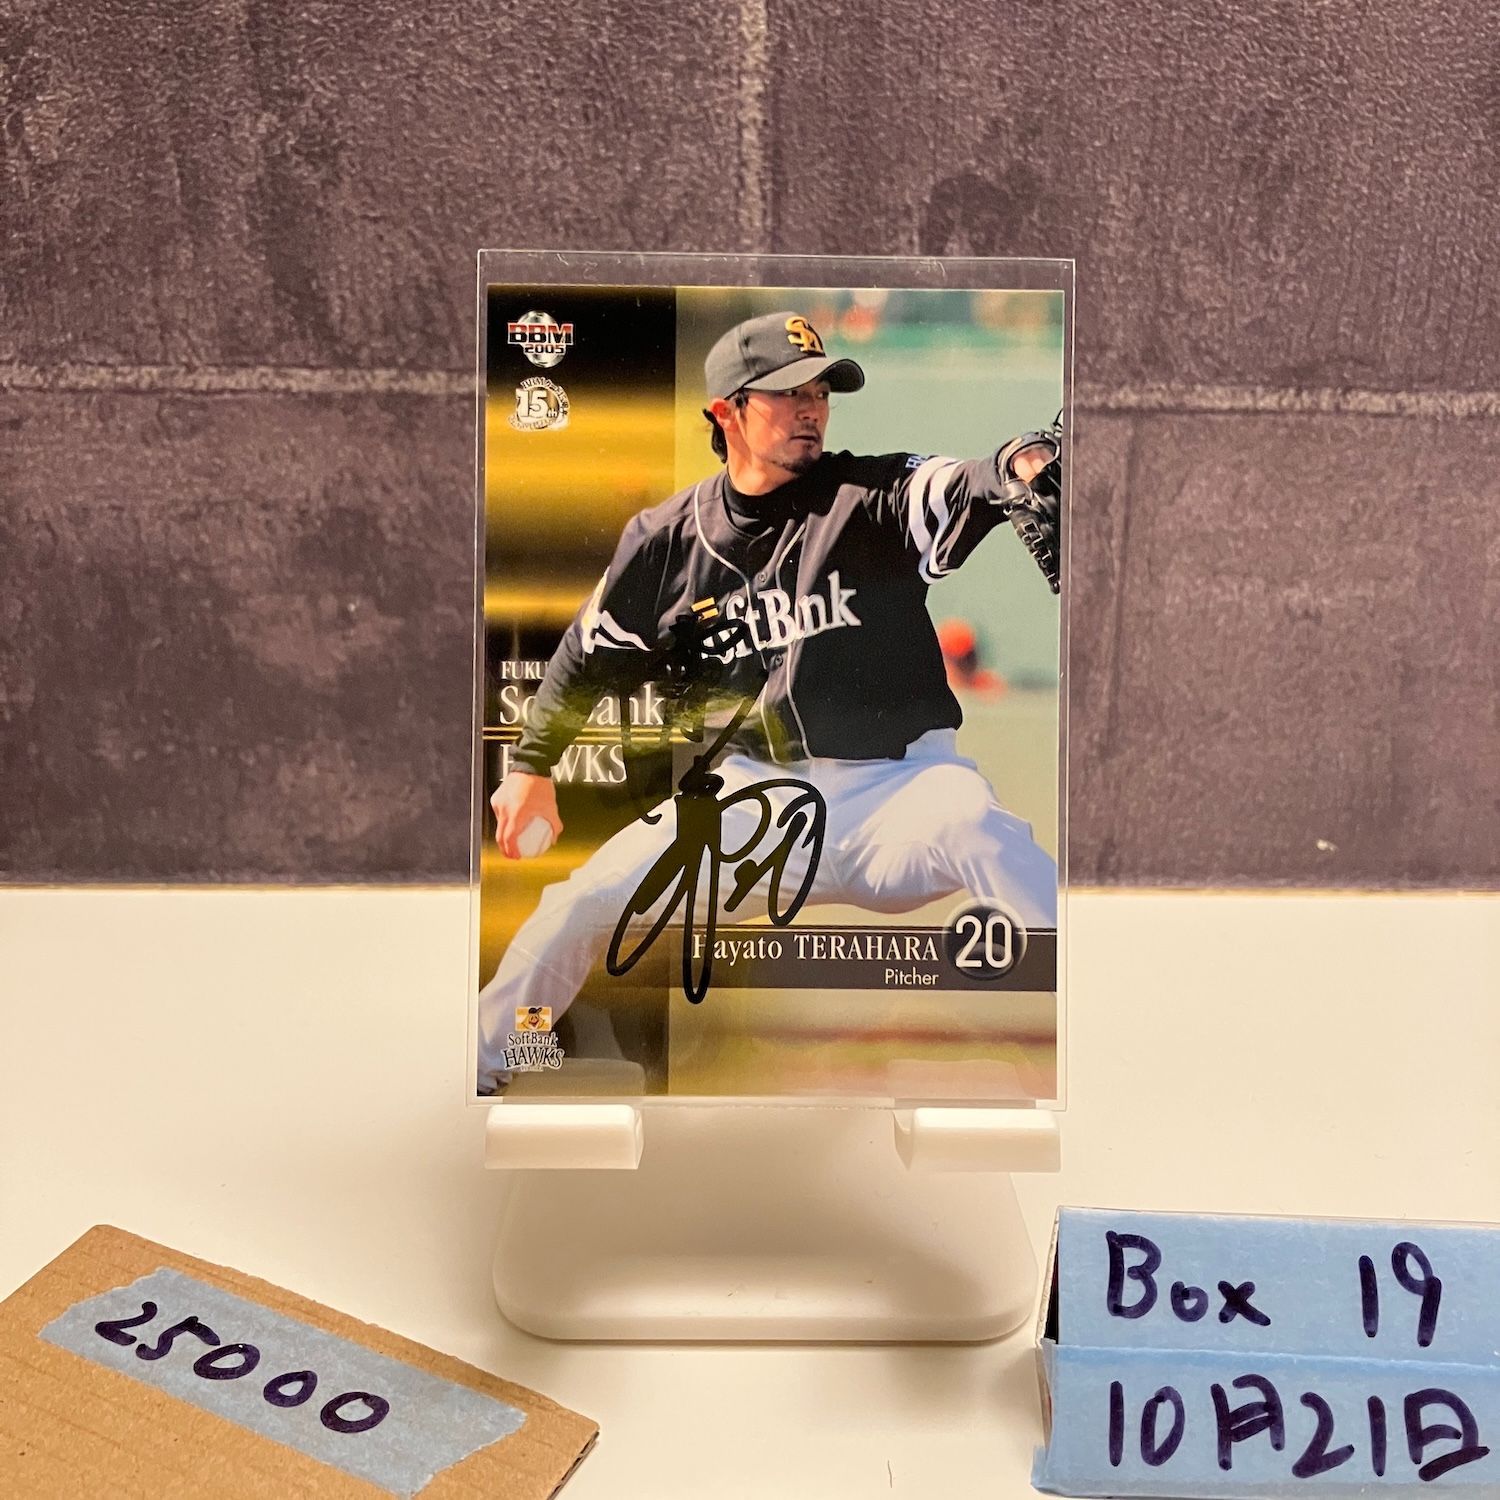 BBM
2005
15th
SH
SoftBank
FUKU
SoftBank
HAWKS
Hayato TERAHARA
20
Pitcher
SoftBank
HAWKS
25000
Box 19
10月21日